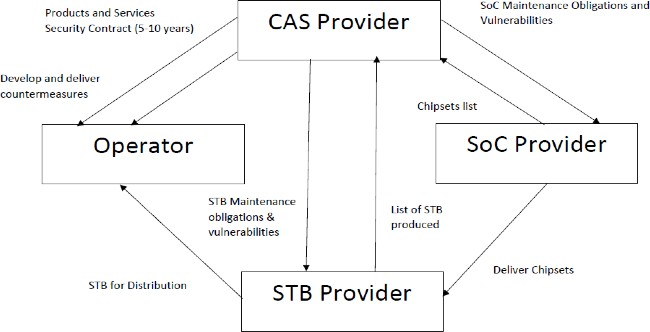 Products and Services
Security Contract (5-10 years)
CAS Provider
SoC Maintenance Obligations and
Vulnerabilities
Develop and deliver
countermeasures
Chipsets list
Operator
SoC Provider
STB Maintenance
obligations &
vulnerabilities
List of STB
produced
STB for Distribution
Deliver Chipsets
STB Provider